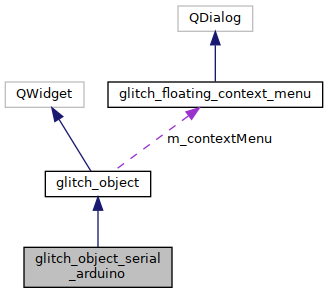 QDialog
QWidget
glitch_floating_context_menu
m_contextMenu
glitch_object
glitch_object_serial
_arduino